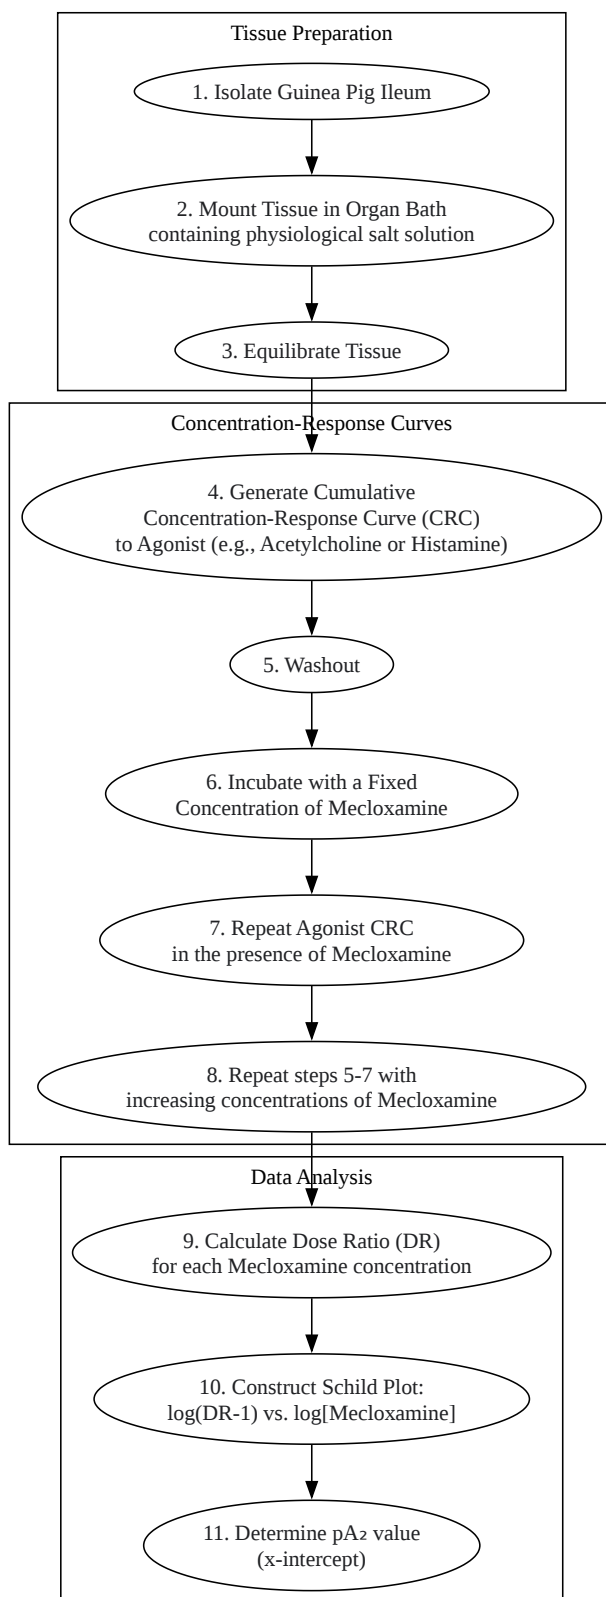 Tissue Preparation
1. Isolate Guinea Pig Ileum
2. Mount Tissue in Organ Bath
containing physiological salt solution
3. Equilibrate Tissue
Concentration-Response Curves
4. Generate Cumulative
Concentration-Response Curve (CRC)
to Agonist (e.g., Acetylcholine or Histamine)
5. Washout
6. Incubate with a Fixed
Concentration of Mecloxamine
7. Repeat Agonist CRC
in the presence of Mecloxamine
8. Repeat steps 5-7 with
increasing concentrations of Mecloxamine
Data Analysis
9. Calculate Dose Ratio (DR)
for each Mecloxamine concentration
10. Construct Schild Plot:
log(DR-1) vs. log[Mecloxamine]
11. Determine pA₂ value
(x-intercept)